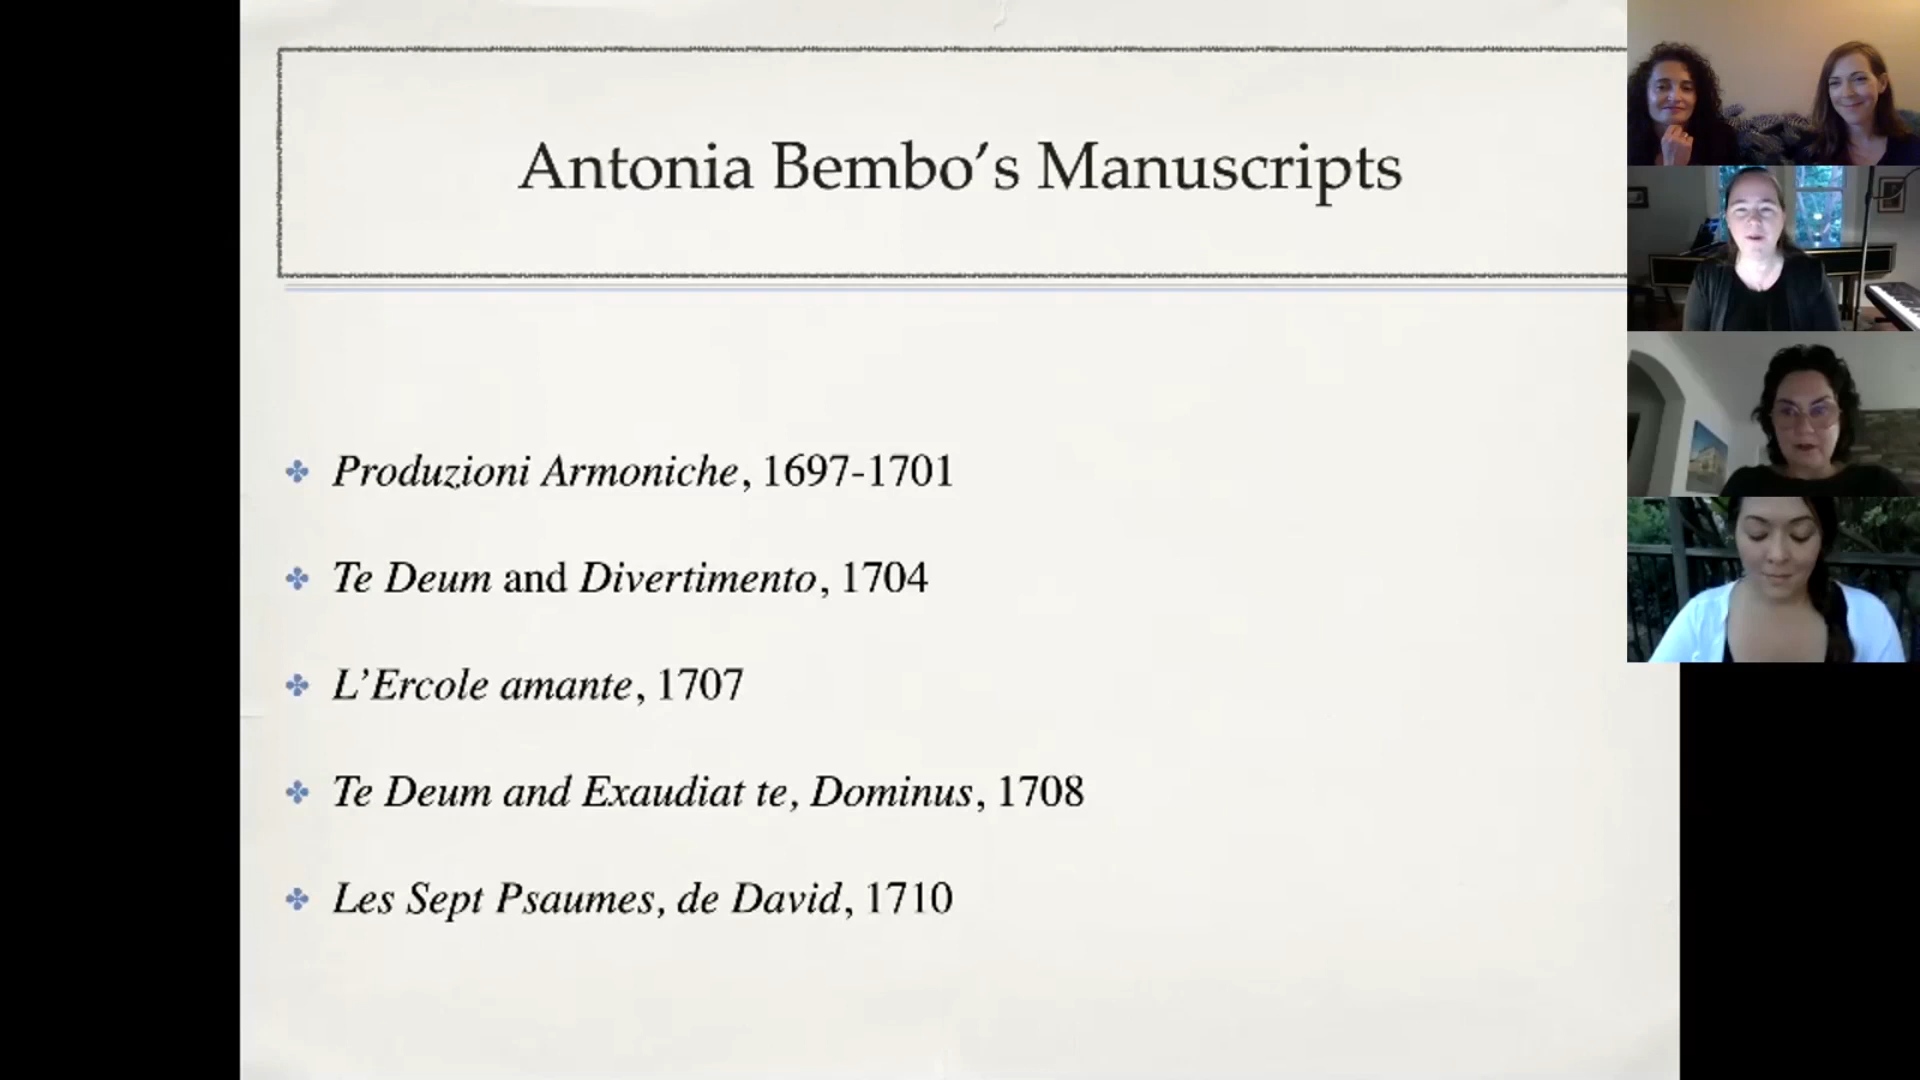 Antonia Bembo’s Manuscripts
Produzioni Armoniche, 1697-1701
Te Deum and Divertimento, 1704
L’Ercole amante, 1707
Te Deum and Exaudiat te, Dominus, 1708
Les Sept Psaumes, de David, 1710